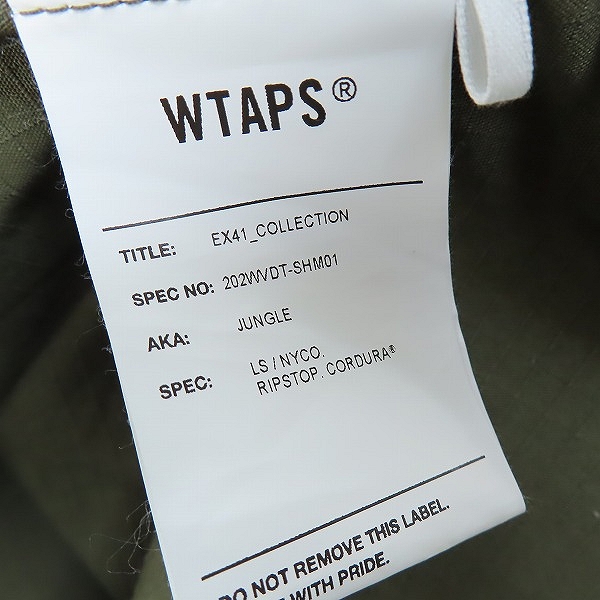 WTAPS®
TITLE: EX41_COLLECTION
SPEC NO: 202WVDT-SHM01
AKA: JUNGLE
SPEC: LS / NYCO.
RIPSTOP. CORDURA®
DO NOT REMOVE THIS LABEL.
WITH PRIDE.